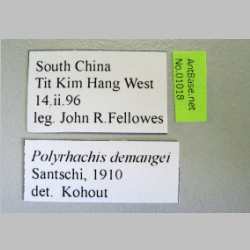 South China
Tit Kim Hang West
14.ii.96
leg. John R.Fellowes
AntBase.net
No.01018
Polyrhachis demangei
Santschi, 1910
det. Kohout